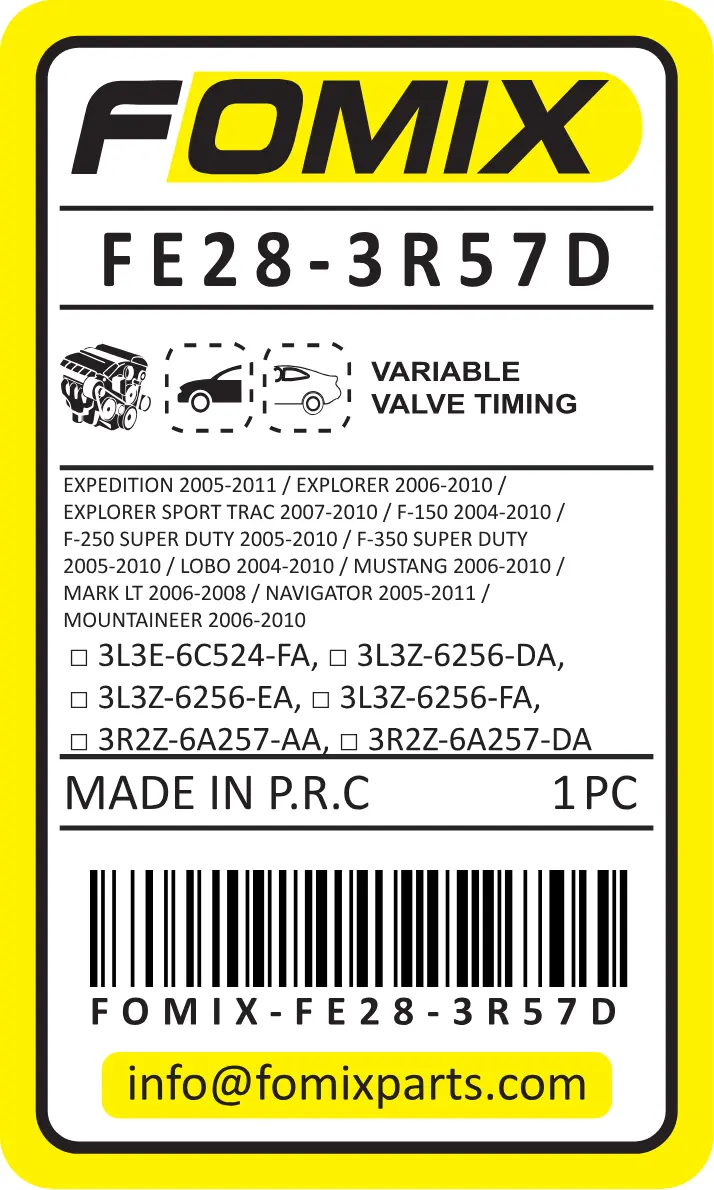 FOMIX
FE28-3R57D
VARIABLE
VALVE TIMING
EXPEDITION 2005-2011 / EXPLORER 2006-2010 /
EXPLORER SPORT TRAC 2007-2010 / F-150 2004-2010 /
F-250 SUPER DUTY 2005-2010 / F-350 SUPER DUTY
2005-2010 / LOBO 2004-2010 / MUSTANG 2006-2010 /
MARK LT 2006-2008 / NAVIGATOR 2005-2011 /
MOUNTAINEER 2006-2010
□ 3L3E-6C524-FA, □ 3L3Z-6256-DA,
□ 3L3Z-6256-EA, □ 3L3Z-6256-FA,
□ 3R2Z-6A257-AA, □ 3R2Z-6A257-DA
MADE IN P.R.C 1PC
FOMIX-FE28-3R57D
info@fomixparts.com